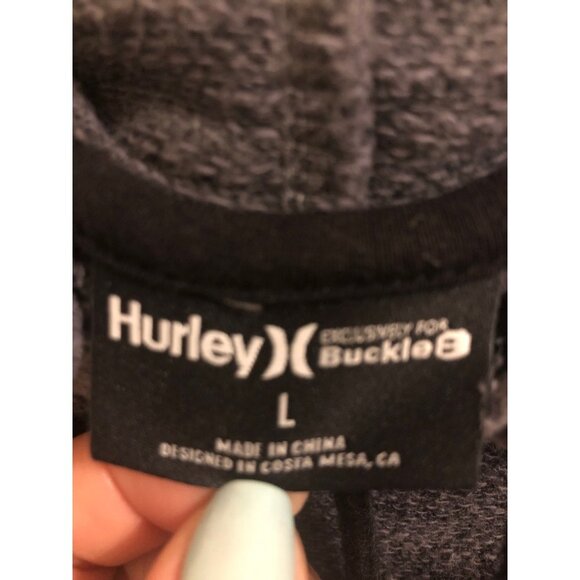 Hurley)( EXCLUSIVELY FOR
Buckle B
L
MADE IN CHINA
DESIGNED IN COSTA MESA, CA